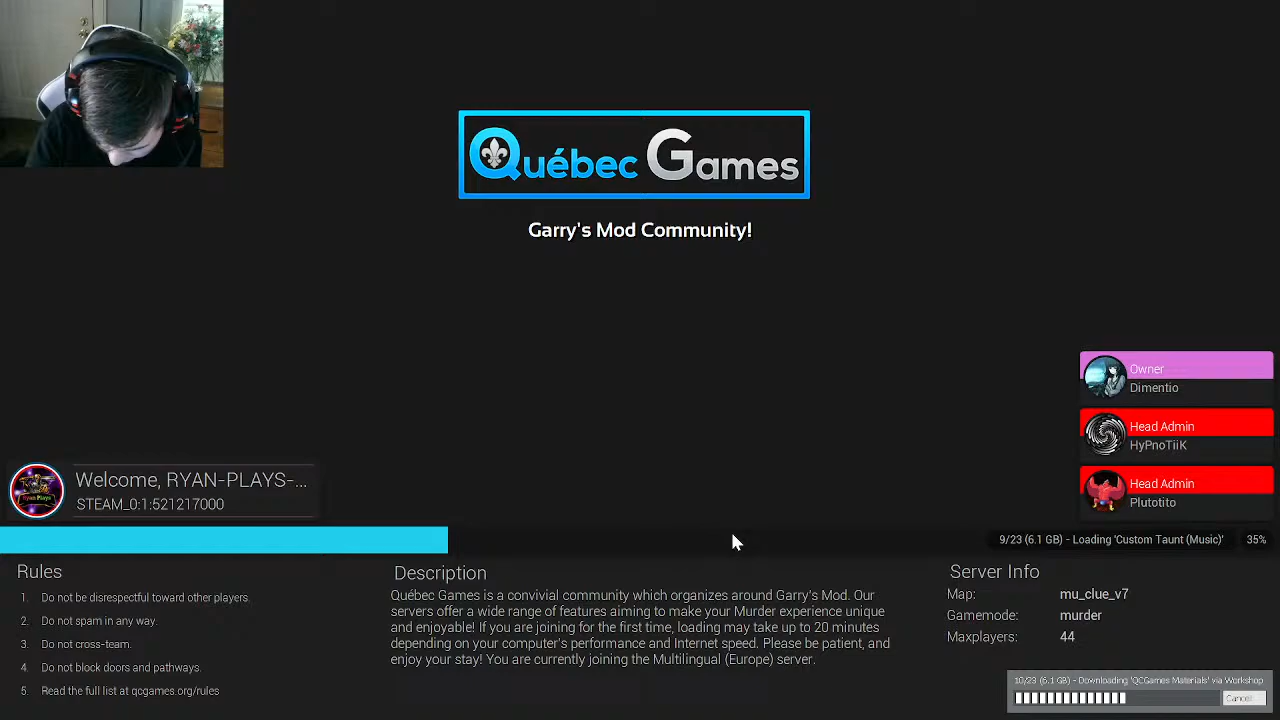 Québec Games
Garry's Mod Community!
Owner
Dimentio
Head Admin
HyPnoTiiK
Head Admin
Plutotito
Welcome, RYAN-PLAYS-...
STEAM_0:1:521217000
9/23 (6.1 GB) - Loading 'Custom Taunt (Music)'
35%
Rules
1. Do not be disrespectful toward other players.
2. Do not spam in any way.
3. Do not cross-team.
4. Do not block doors and pathways.
5. Read the full list at qcgames.org/rules
Description
Québec Games is a convivial community which organizes around Garry's Mod. Our
servers offer a wide range of features aiming to make your Murder experience unique
and enjoyable! If you are joining for the first time, loading may take up to 20 minutes
depending on your computer's performance and Internet speed. Please be patient, and
enjoy your stay! You are currently joining the Multilingual (Europe) server.
Server Info
Map: mu_clue_v7
Gamemode: murder
Maxplayers: 44
10/23 (6.1 GB) - Downloading 'QCGames Materials' via Workshop
Cancel